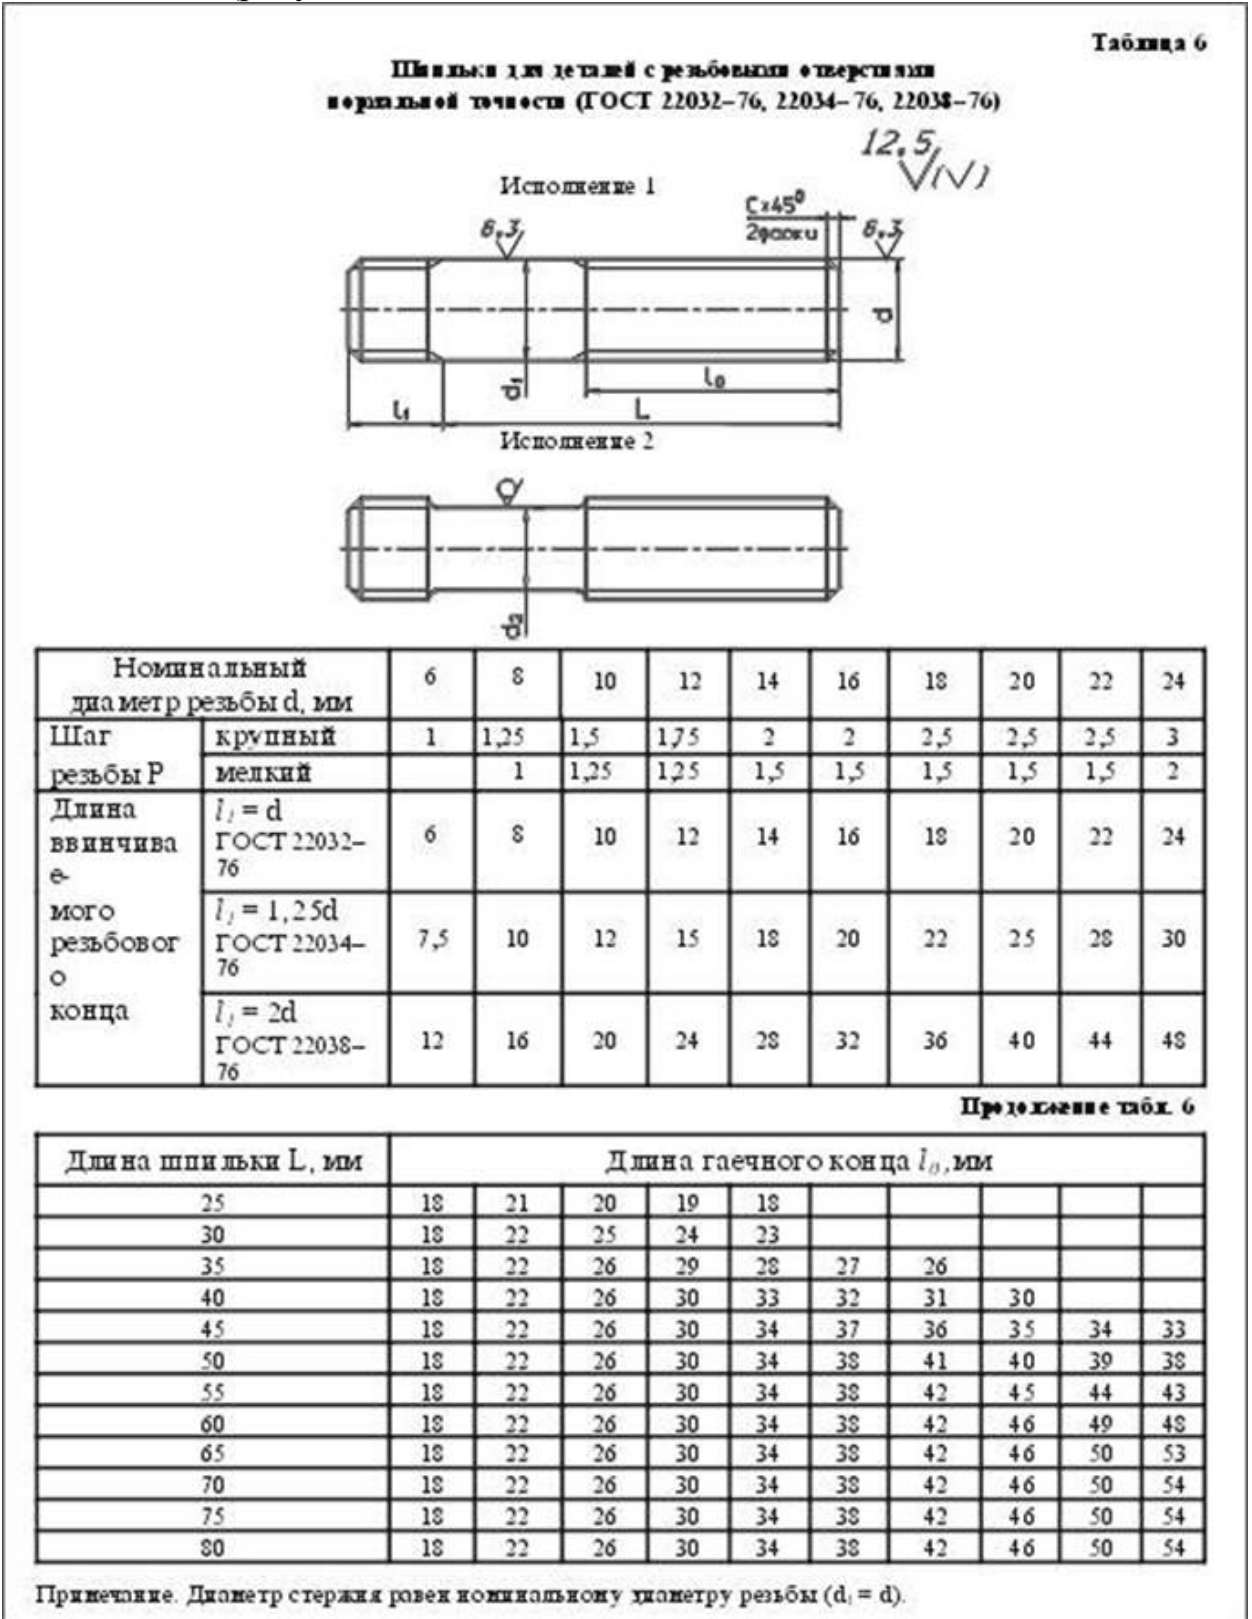 Таблица 6
Шпильки для деталей с резьбовыми отверстиями
нормальной точности (ГОСТ 22032–76, 22034–76, 22038–76)
12.5 (√)
Исполнение 1
C×45⁰
2фаски
6.3 6.3
d
d₁ l₀
l₁ L
Исполнение 2
d₂
Номинальный диаметр резьбы d, мм 6 8 10 12 14 16 18 20 22 24
Шаг резьбы P крупный 1 1,25 1,5 1,75 2 2 2,5 2,5 2,5 3
мелкий 1 1,25 1,25 1,5 1,5 1,5 1,5 1,5 2
Длина ввинчивае-мого резьбового конца l₁ = d ГОСТ 22032–76 6 8 10 12 14 16 18 20 22 24
l₁ = 1,25d ГОСТ 22034–76 7,5 10 12 15 18 20 22 25 28 30
l₁ = 2d ГОСТ 22038–76 12 16 20 24 28 32 36 40 44 48
Продолжение табл. 6
Длина шпильки L, мм Длина гаечного конца l₀, мм
25 18 21 20 19 18
30 18 22 25 24 23
35 18 22 26 29 28 27 26
40 18 22 26 30 33 32 31 30
45 18 22 26 30 34 37 36 35 34 33
50 18 22 26 30 34 38 41 40 39 38
55 18 22 26 30 34 38 42 45 44 43
60 18 22 26 30 34 38 42 46 49 48
65 18 22 26 30 34 38 42 46 50 53
70 18 22 26 30 34 38 42 46 50 54
75 18 22 26 30 34 38 42 46 50 54
80 18 22 26 30 34 38 42 46 50 54
Примечание. Диаметр стержня равен номинальному диаметру резьбы (d₁ = d).